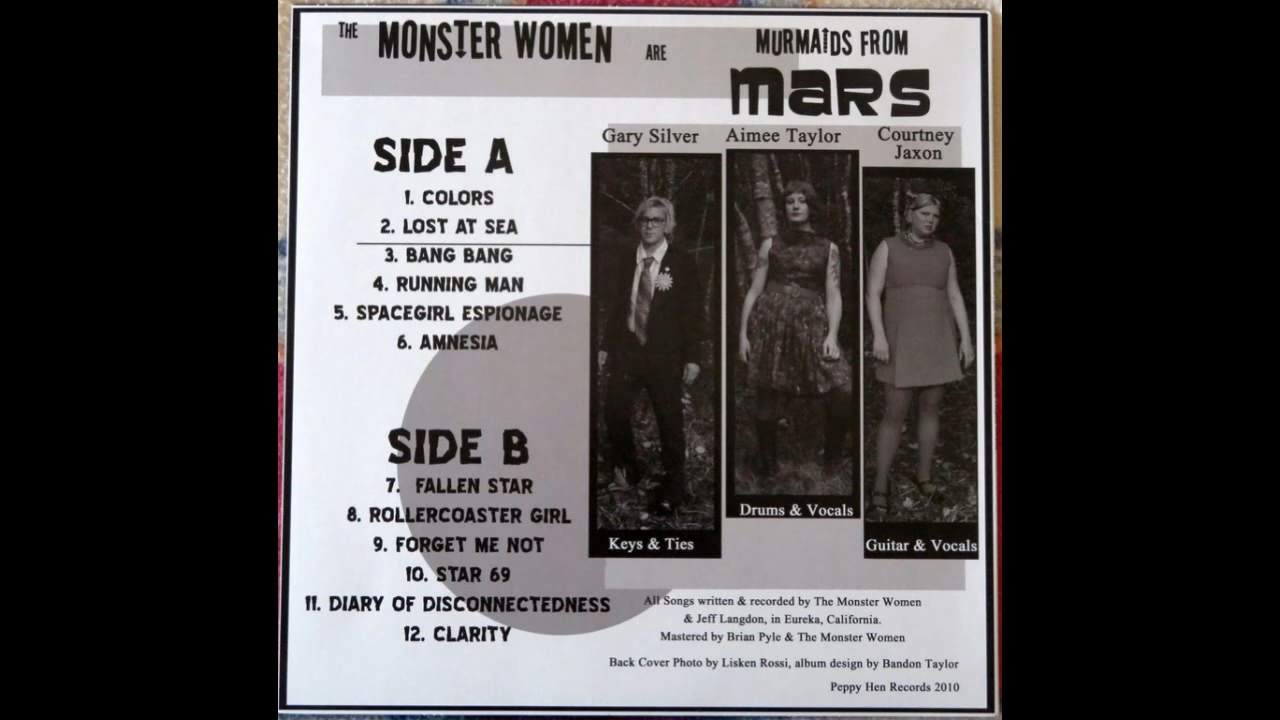 THE MONSTER WOMEN ARE
MURMAIDS FROM
MARS
SIDE A
1. COLORS
2. LOST AT SEA
3. BANG BANG
4. RUNNING MAN
5. SPACEGIRL ESPIONAGE
6. AMNESIA
SIDE B
7. FALLEN STAR
8. ROLLERCOASTER GIRL
9. FORGET ME NOT
10. STAR 69
11. DIARY OF DISCONNECTEDNESS
12. CLARITY
Gary Silver
Keys & Ties
Aimee Taylor
Drums & Vocals
Courtney
Jaxon
Guitar & Vocals
All Songs written & recorded by The Monster Women
& Jeff Langdon, in Eureka, California.
Mastered by Brian Pyle & The Monster Women
Back Cover Photo by Lisken Rossi, album design by Bandon Taylor
Peppy Hen Records 2010